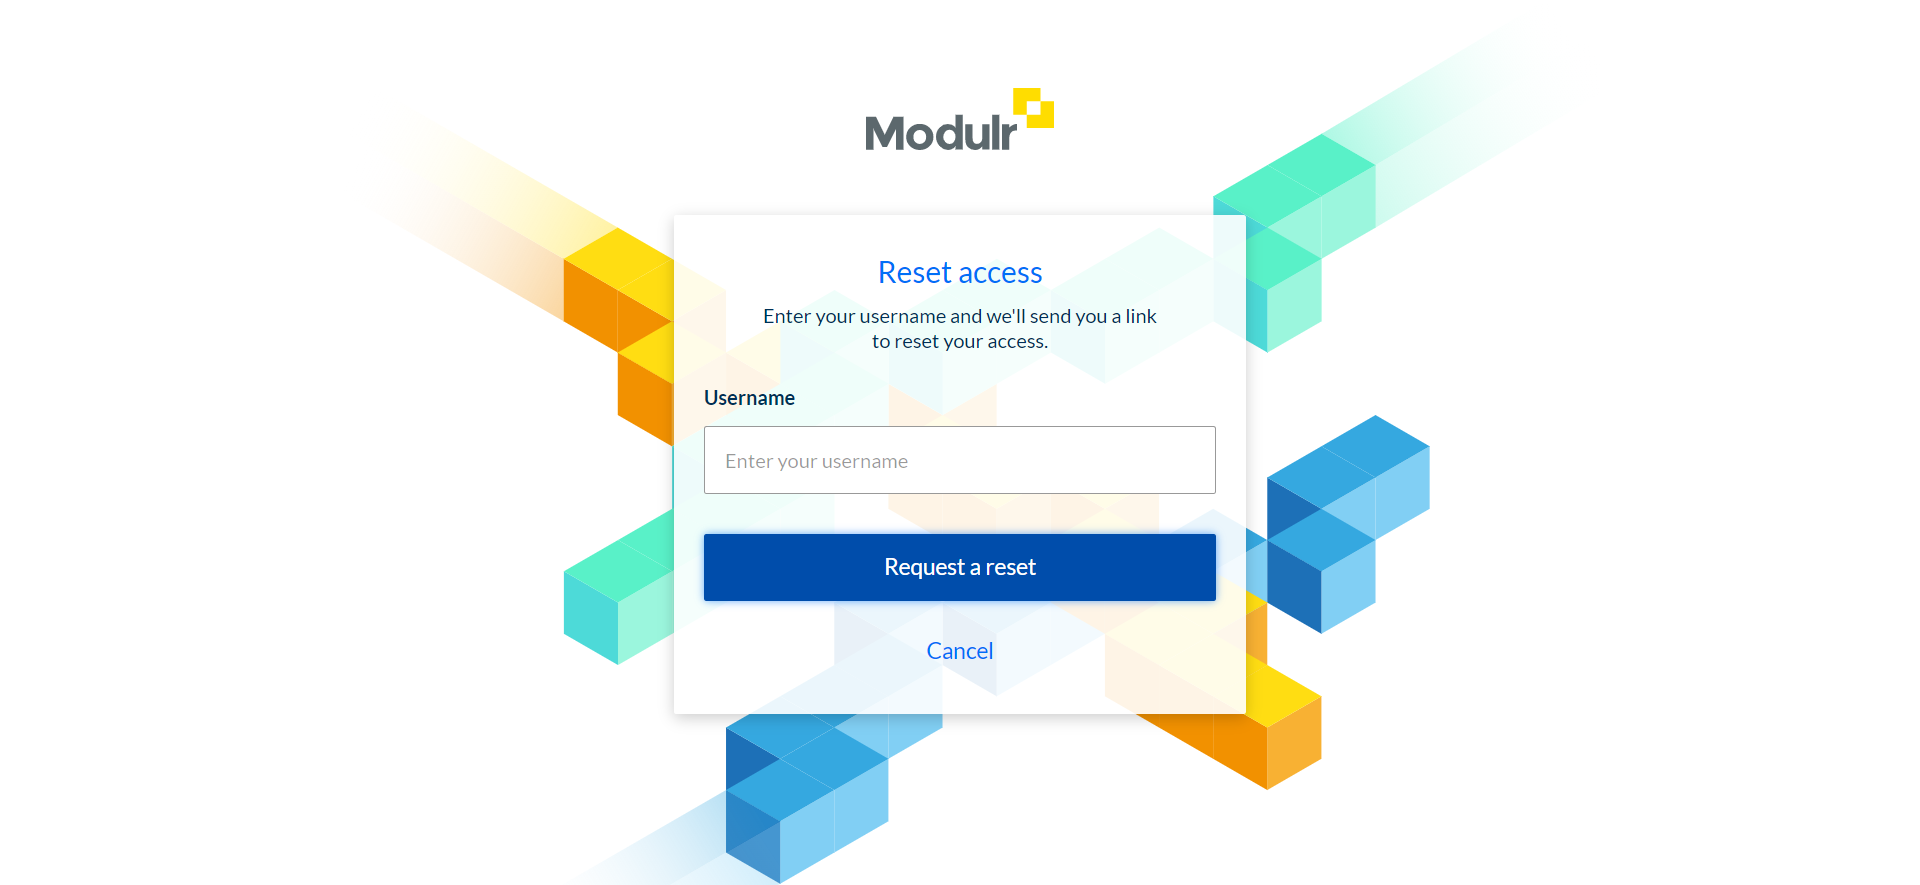 Modulr
Reset access
Enter your username and we'll send you a link
to reset your access.
Username
Enter your username
Request a reset
Cancel